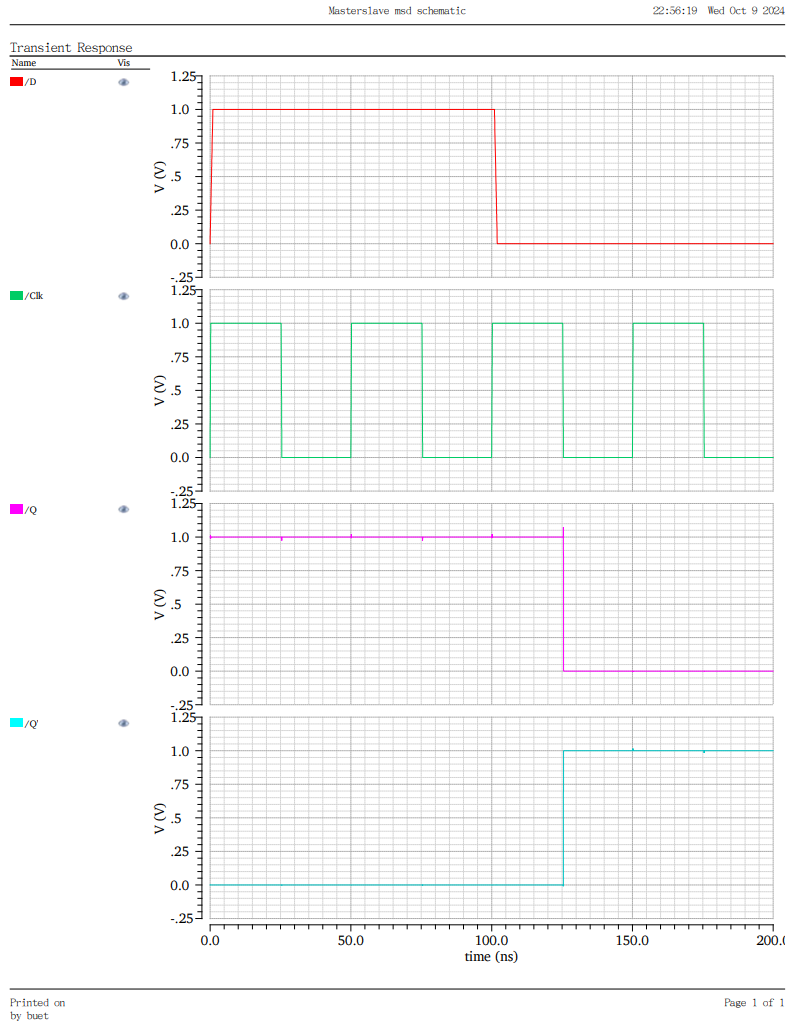 Masterslave msd schematic 22:56:19 Wed Oct 9 2024
Transient Response
Name Vis
/D
1.25
1.0
.75
.5
.25
0.0
-.25
V (V)
/Clk
1.25
1.0
.75
.5
.25
0.0
-.25
V (V)
/Q
1.25
1.0
.75
.5
.25
0.0
-.25
V (V)
/Q'
1.25
1.0
.75
.5
.25
0.0
-.25
V (V)
0.0 50.0 100.0 150.0 200.0
time (ns)
Printed on Page 1 of 1
by buet